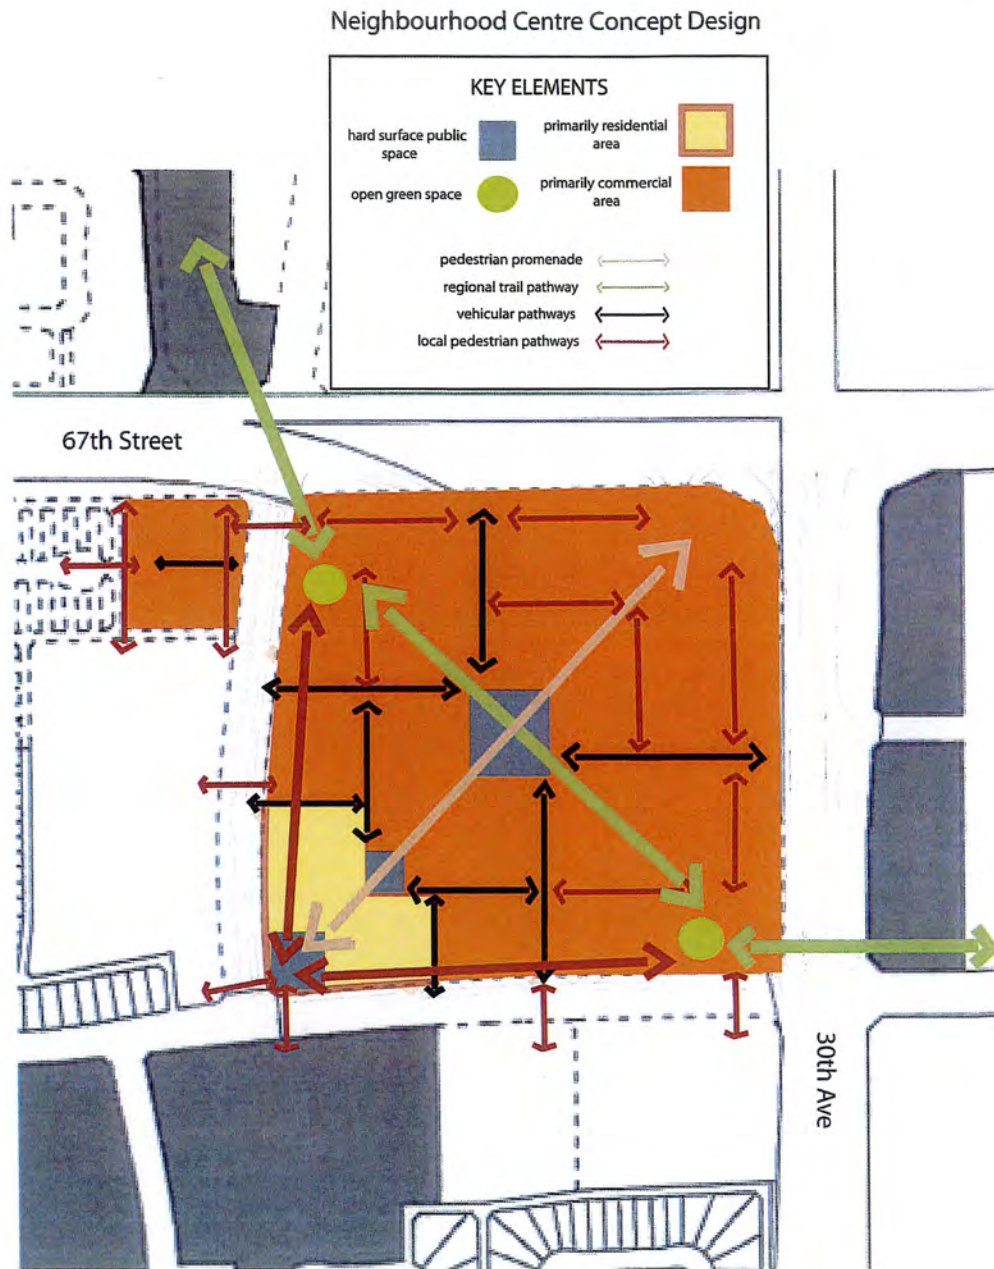 Neighbourhood Centre Concept Design
KEY ELEMENTS
hard surface public
space
primarily residential
area
open green space
primarily commercial
area
pedestrian promenade
regional trail pathway
vehicular pathways
local pedestrian pathways
67th Street
30th Ave